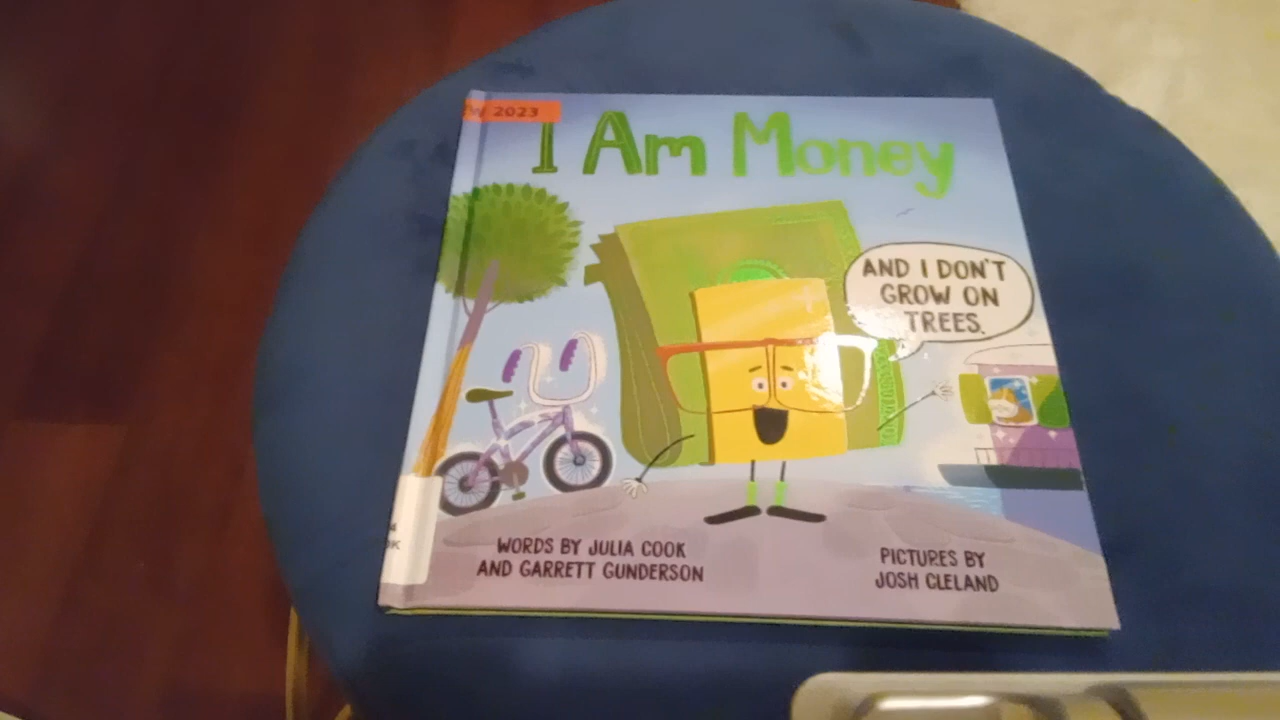 2023
I Am Money
AND I DON'T
GROW ON
TREES.
WORDS BY JULIA COOK
AND GARRETT GUNDERSON
PICTURES BY
JOSH CLELAND